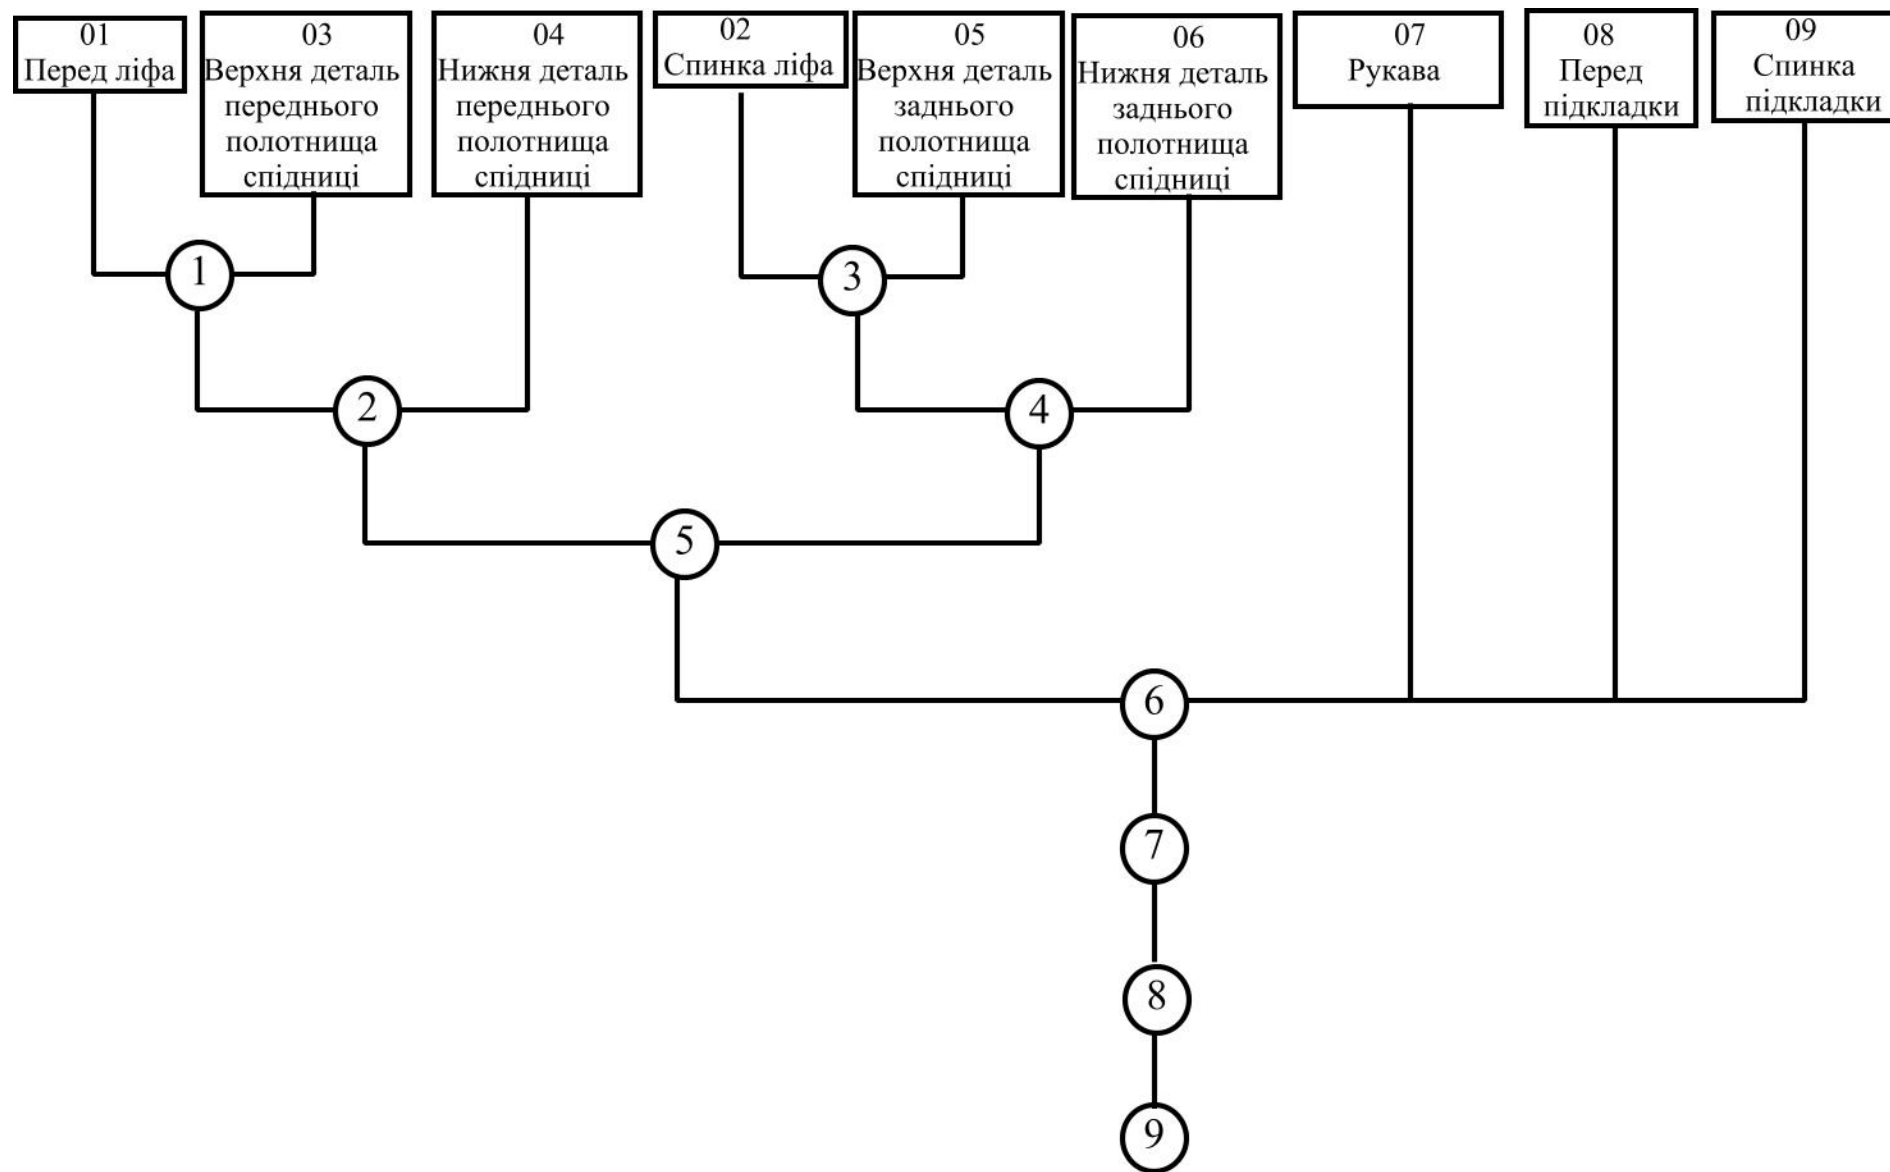 01
Перед ліфа
03
Верхня деталь
переднього
полотнища
спідниці
04
Нижня деталь
переднього
полотнища
спідниці
02
Спинка ліфа
05
Верхня деталь
заднього
полотнища
спідниці
06
Нижня деталь
заднього
полотнища
спідниці
07
Рукава
08
Перед
підкладки
09
Спинка
підкладки
1
3
2
4
5
6
7
8
9